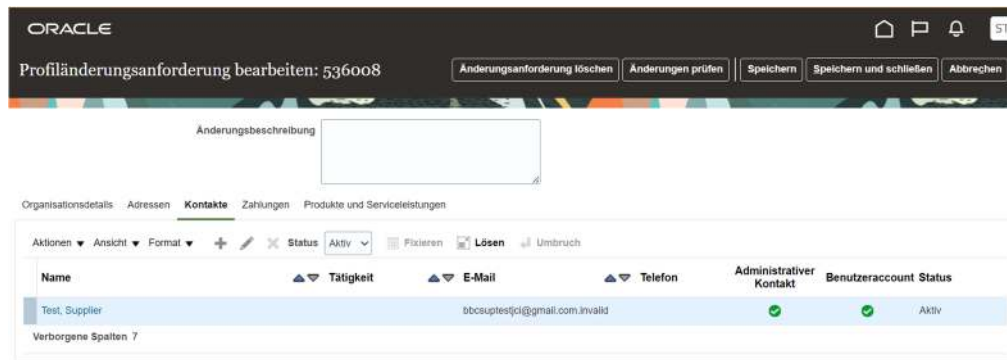 ORACLE
ST
Profiländerungsanforderung bearbeiten: 536008
Änderungsanforderung löschen Änderungen prüfen Speichern Speichern und schließen Abbrechen
Änderungsbeschreibung
Organisationsdetails Adressen Kontakte Zahlungen Produkte und Serviceleistungen
Aktionen Ansicht Format Status Aktiv Fixieren Lösen Umbruch
Name Tätigkeit E-Mail Telefon Administrativer Kontakt Benutzeraccount Status
Test, Supplier bbcsuptestjci@gmail.com.invalid Aktiv
Verborgene Spalten 7